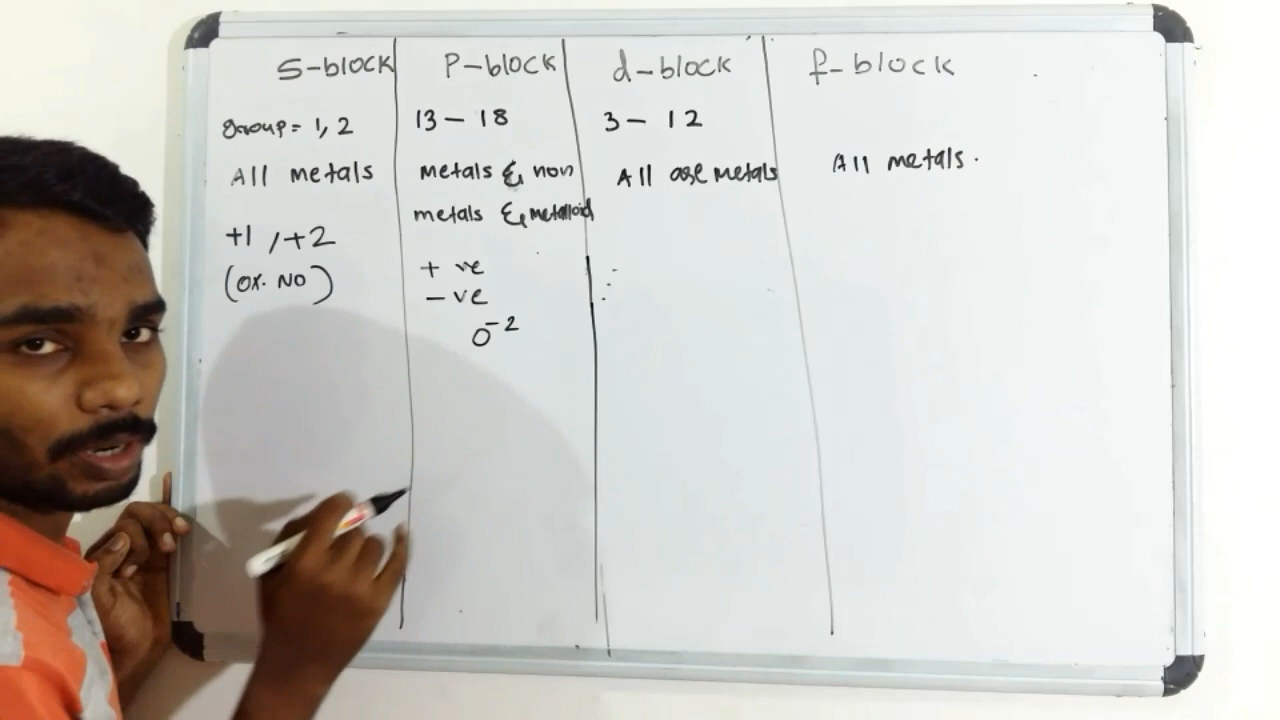 S-block
group = 1, 2
All metals
+1 , +2
(OX. NO)
P-block
13 - 18
metals & non
metals & metalloid
+ ve
- ve
O⁻²
d-block
3 - 12
All are metals
f-block
All metals.